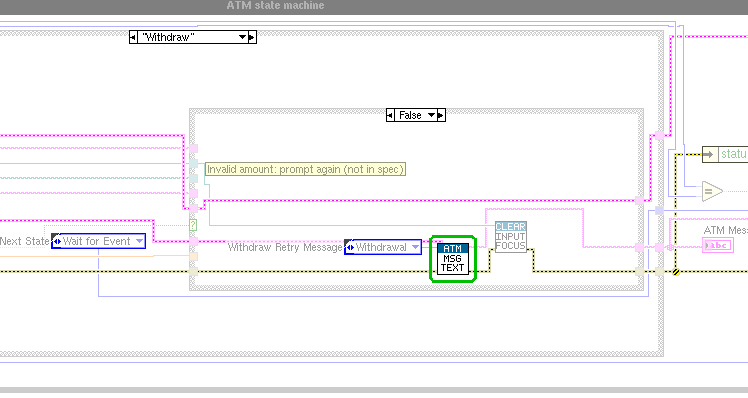 ATM state machine
"Withdraw"
False
Invalid amount: prompt again (not in spec)
statu
?
=
CLEAR
INPUT
FOCUS
ATM Mess
abc
Next State
Wait for Event
Withdraw Retry Message
Withdrawal
ATM
MSG
TEXT